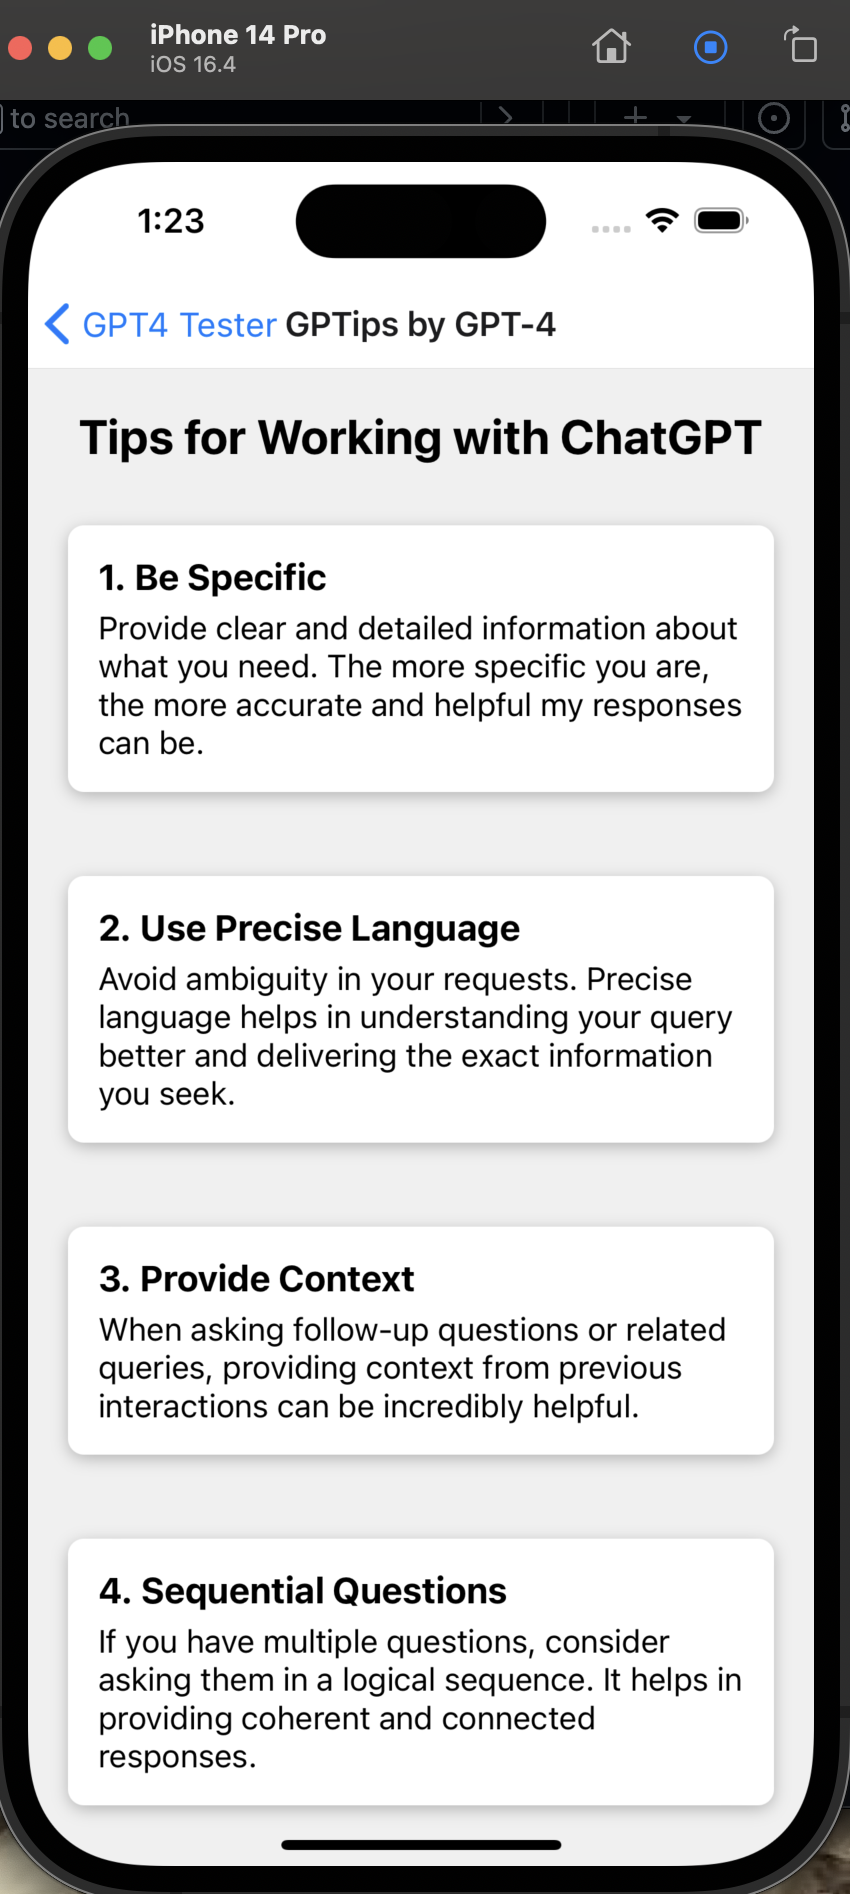 iPhone 14 Pro
iOS 16.4
to search
1:23
GPT4 Tester GPTips by GPT-4
Tips for Working with ChatGPT
1. Be Specific
Provide clear and detailed information about
what you need. The more specific you are,
the more accurate and helpful my responses
can be.
2. Use Precise Language
Avoid ambiguity in your requests. Precise
language helps in understanding your query
better and delivering the exact information
you seek.
3. Provide Context
When asking follow-up questions or related
queries, providing context from previous
interactions can be incredibly helpful.
4. Sequential Questions
If you have multiple questions, consider
asking them in a logical sequence. It helps in
providing coherent and connected
responses.